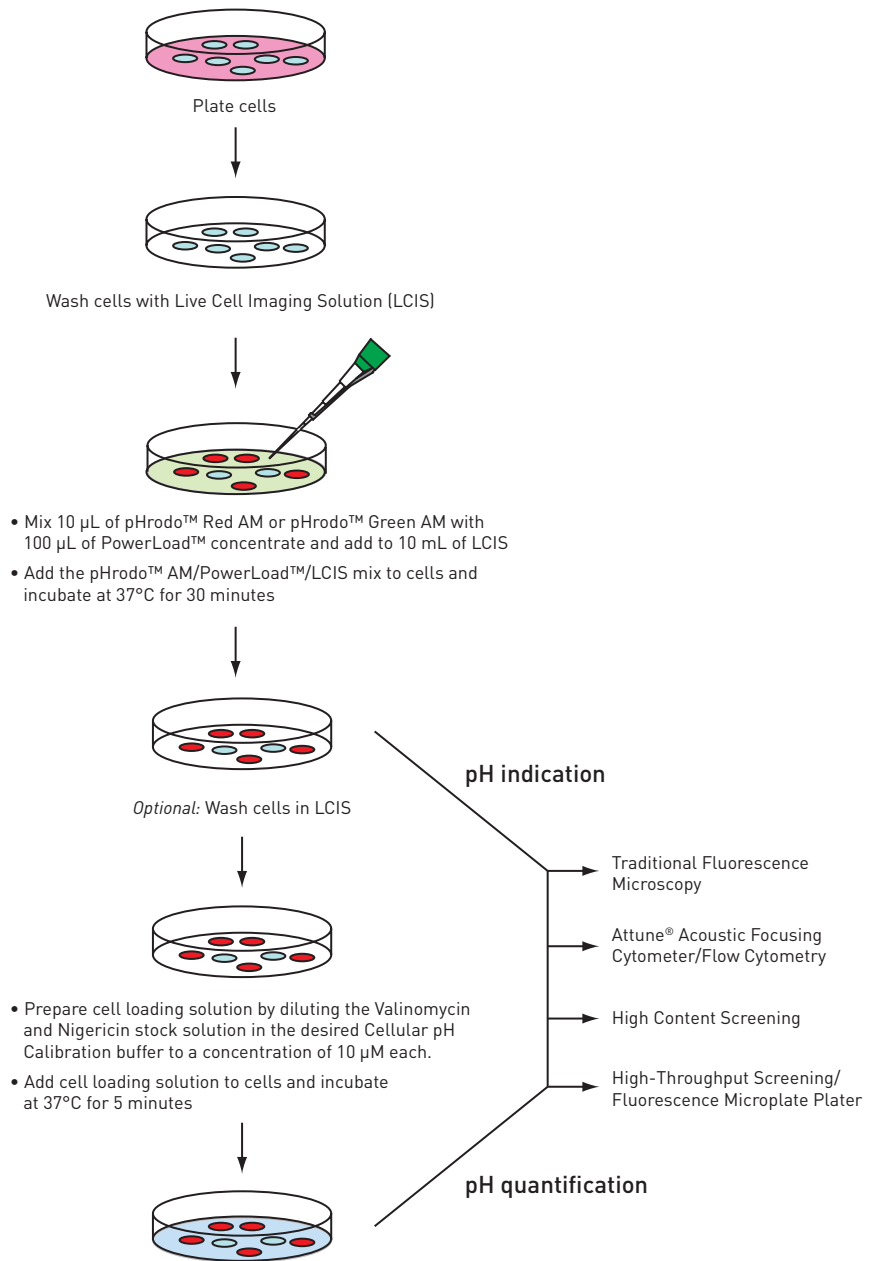 Plate cells
Wash cells with Live Cell Imaging Solution (LCIS)
• Mix 10 µL of pHrodo™ Red AM or pHrodo™ Green AM with
100 µL of PowerLoad™ concentrate and add to 10 mL of LCIS
• Add the pHrodo™ AM/PowerLoad™/LCIS mix to cells and
incubate at 37°C for 30 minutes
Optional: Wash cells in LCIS
• Prepare cell loading solution by diluting the Valinomycin
and Nigericin stock solution in the desired Cellular pH
Calibration buffer to a concentration of 10 µM each.
• Add cell loading solution to cells and incubate
at 37°C for 5 minutes
pH indication
Traditional Fluorescence
Microscopy
Attune® Acoustic Focusing
Cytometer/Flow Cytometry
High Content Screening
High-Throughput Screening/
Fluorescence Microplate Plater
pH quantification